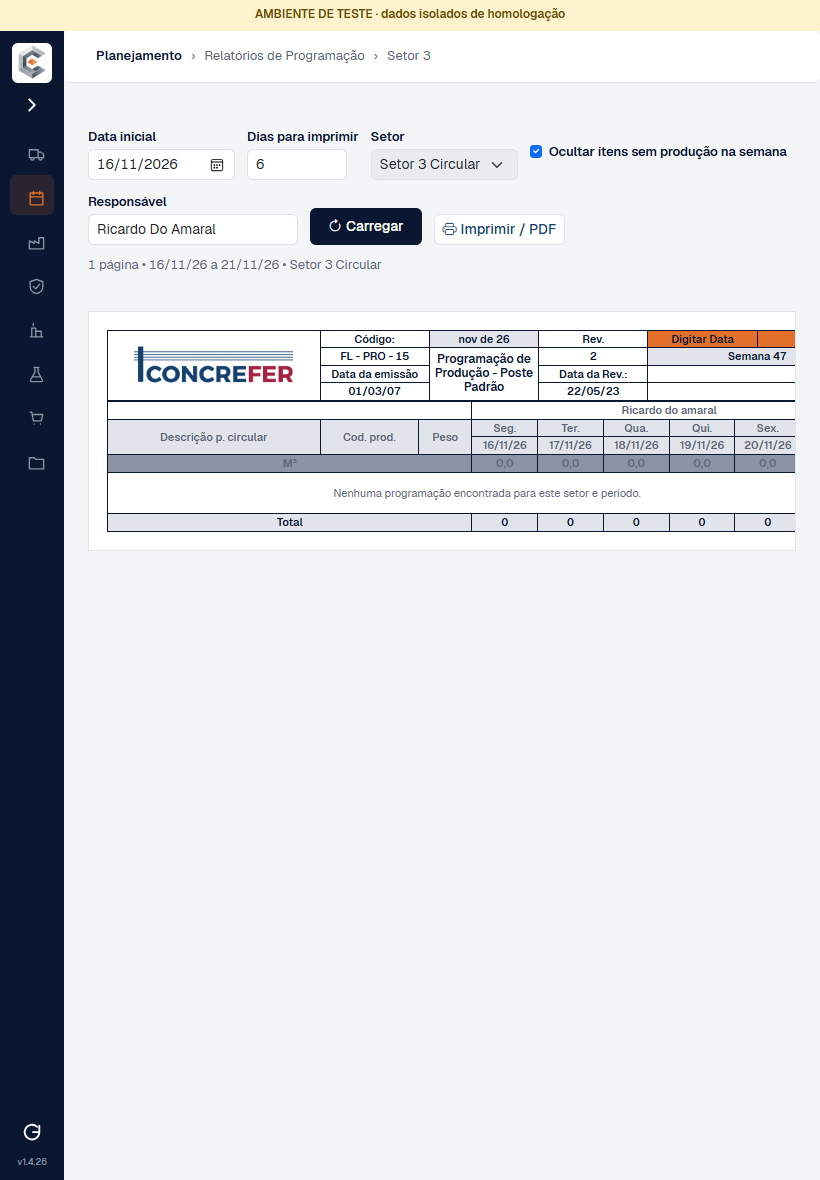 AMBIENTE DE TESTE · dados isolados de homologação
Planejamento › Relatórios de Programação › Setor 3
Data inicial
Dias para imprimir
Setor
16/11/2026
6
Setor 3 Circular
Ocultar itens sem produção na semana
Responsável
Ricardo Do Amaral
Carregar
Imprimir / PDF
1 página • 16/11/26 a 21/11/26 • Setor 3 Circular
CONCREFER
Código:
nov de 26
Rev.
Digitar Data
FL - PRO - 15
Programação de
Produção - Poste
Padrão
2
Semana 47
Data da emissão
Data da Rev.:
01/03/07
22/05/23
Ricardo do amaral
Descrição p. circular
Cod. prod.
Peso
Seg. Ter. Qua. Qui. Sex.
16/11/26 17/11/26 18/11/26 19/11/26 20/11/26
M³ 0,0 0,0 0,0 0,0 0,0
Nenhuma programação encontrada para este setor e período.
Total 0 0 0 0 0
v1.4.26